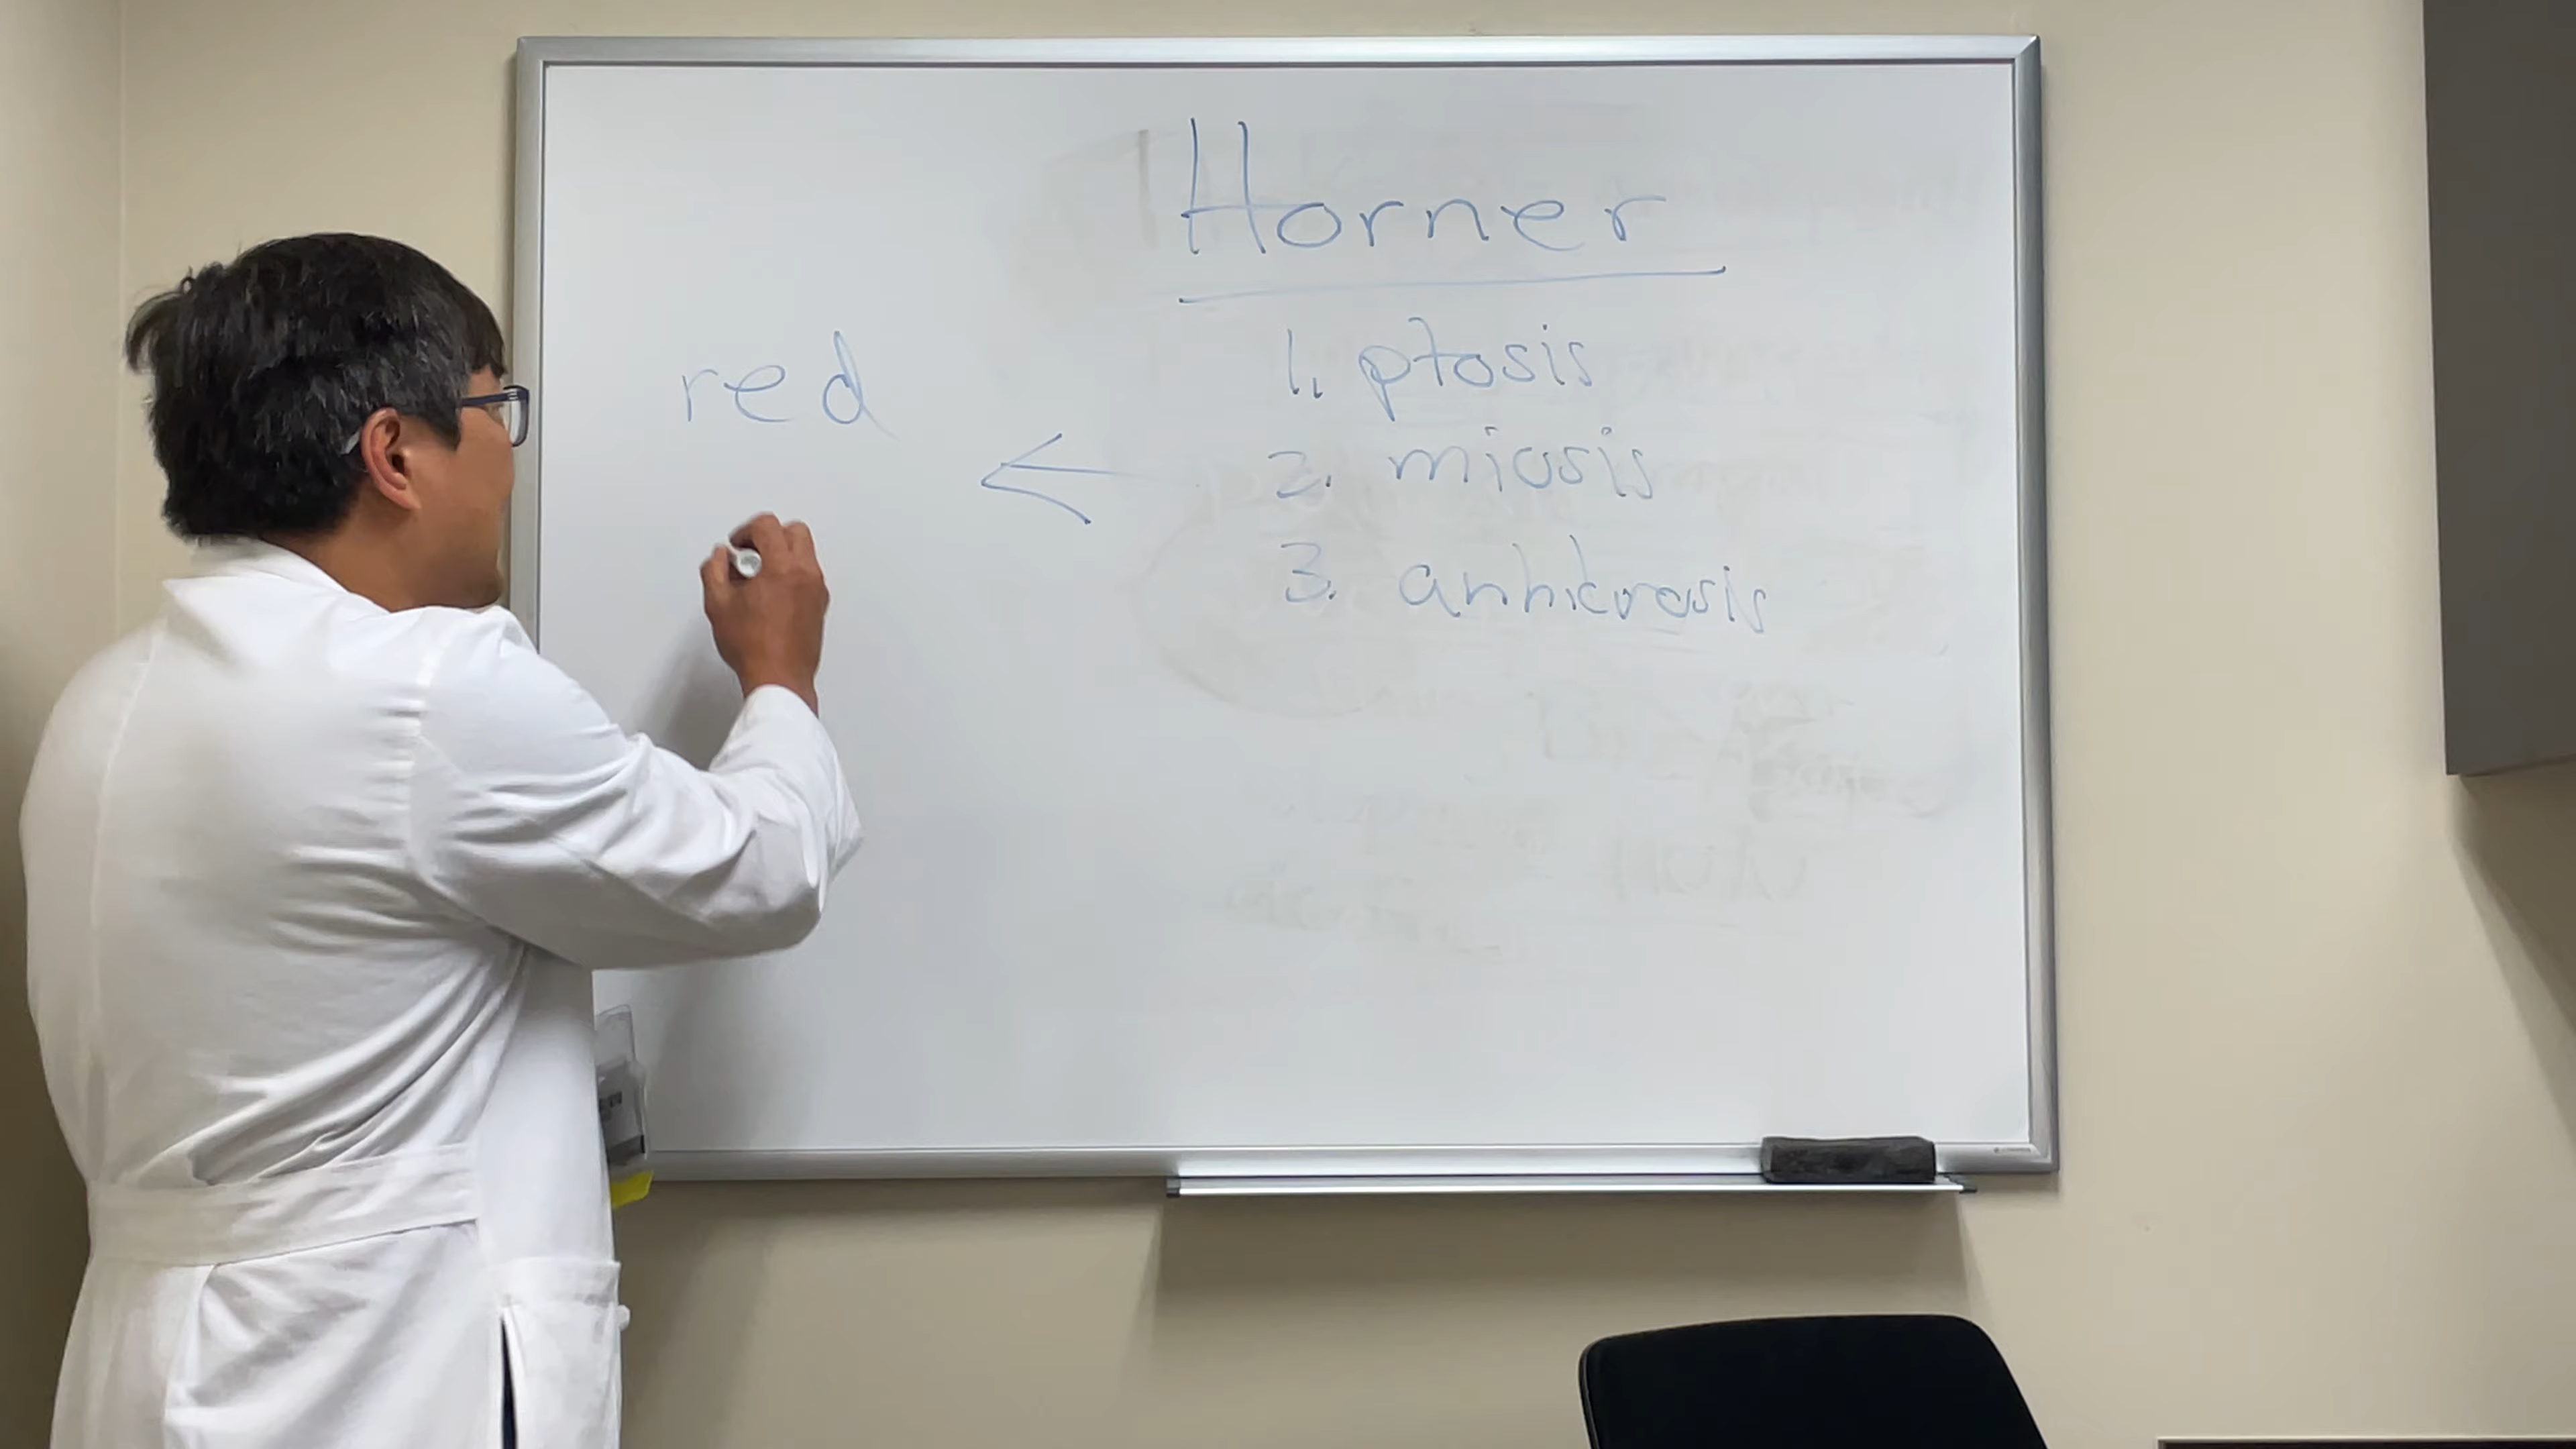 Horner
1. ptosis
2. miosis
3. anhidrosis
red
←